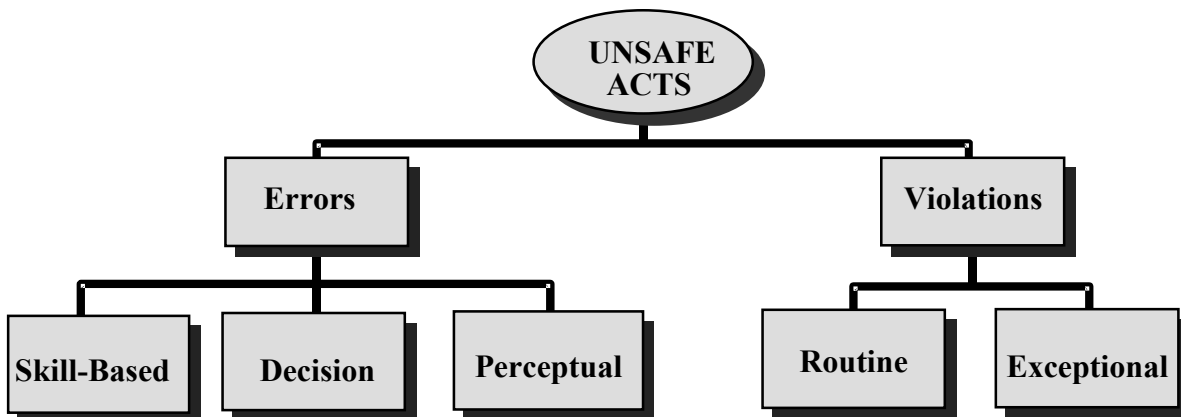 UNSAFE
ACTS
Errors
Violations
Skill-Based
Decision
Perceptual
Routine
Exceptional